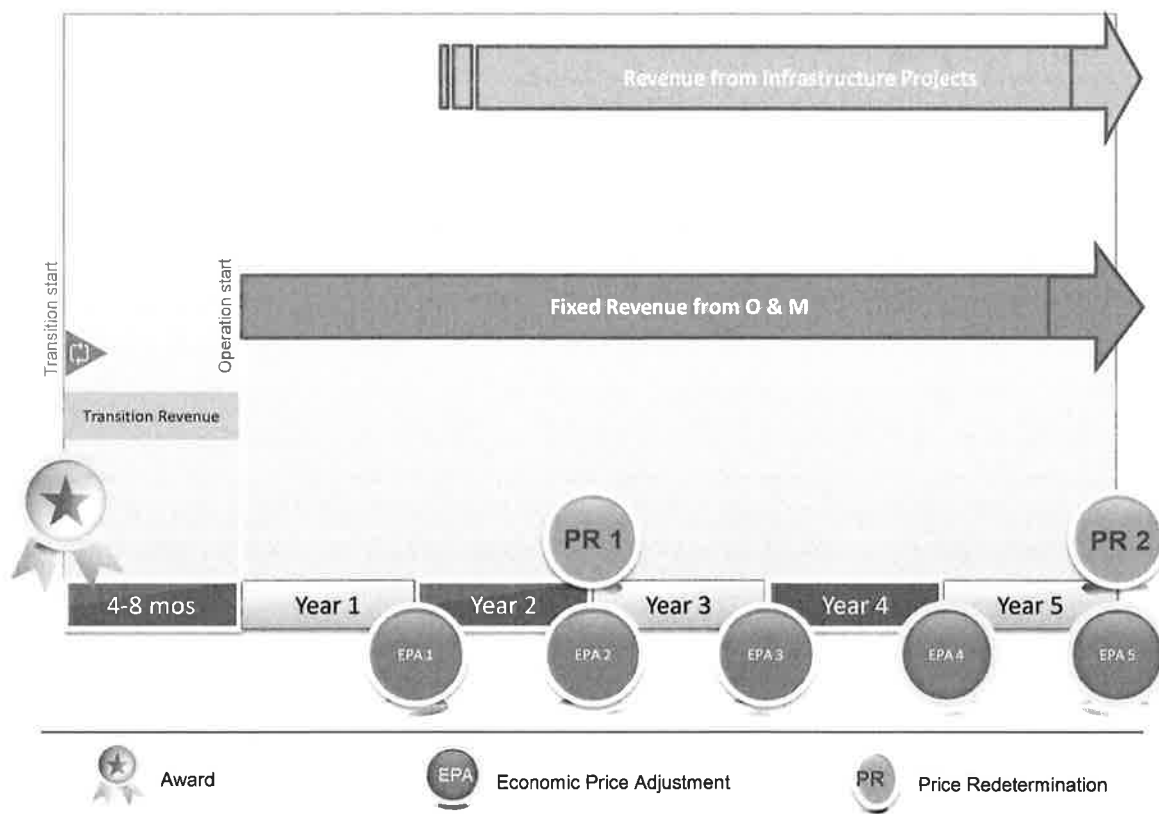 Revenue from Infrastructure Projects
Transition start
Operation start
Fixed Revenue from O & M
Transition Revenue
PR 1
PR 2
4-8 mos
Year 1
Year 2
Year 3
Year 4
Year 5
EPA 1
EPA 2
EPA 3
EPA 4
EPA 5
Award
EPA
Economic Price Adjustment
PR
Price Redetermination